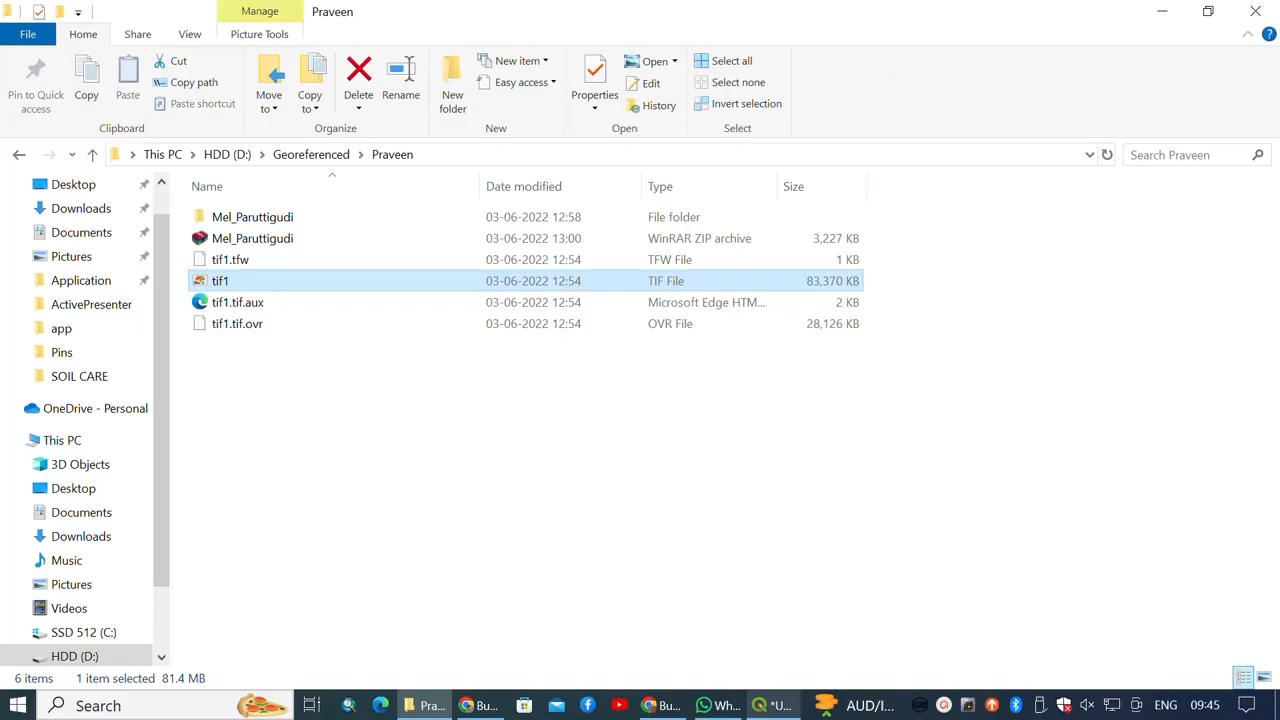 Manage
Praveen
File
Home
Share
View
Picture Tools
Pin to Quick access
Copy
Paste
Cut
Copy path
Paste shortcut
Clipboard
Move to
Copy to
Delete
Rename
Organize
New folder
New item
Easy access
New
Properties
Open
Edit
History
Open
Select all
Select none
Invert selection
Select
This PC
HDD (D:)
Georeferenced
Praveen
Search Praveen
Name
Date modified
Type
Size
Mel_Paruttigudi 03-06-2022 12:58 File folder
Mel_Paruttigudi 03-06-2022 13:00 WinRAR ZIP archive 3,227 KB
tif1.tfw 03-06-2022 12:54 TFW File 1 KB
tif1 03-06-2022 12:54 TIF File 83,370 KB
tif1.tif.aux 03-06-2022 12:54 Microsoft Edge HTM... 2 KB
tif1.tif.ovr 03-06-2022 12:54 OVR File 28,126 KB
Desktop
Downloads
Documents
Pictures
Application
ActivePresenter
app
Pins
SOIL CARE
OneDrive - Personal
This PC
3D Objects
Desktop
Documents
Downloads
Music
Pictures
Videos
SSD 512 (C:)
HDD (D:)
6 items 1 item selected 81.4 MB
Search
Pra...
Bu...
Bu...
Wh...
*U...
AUD/I...
ENG
09:45